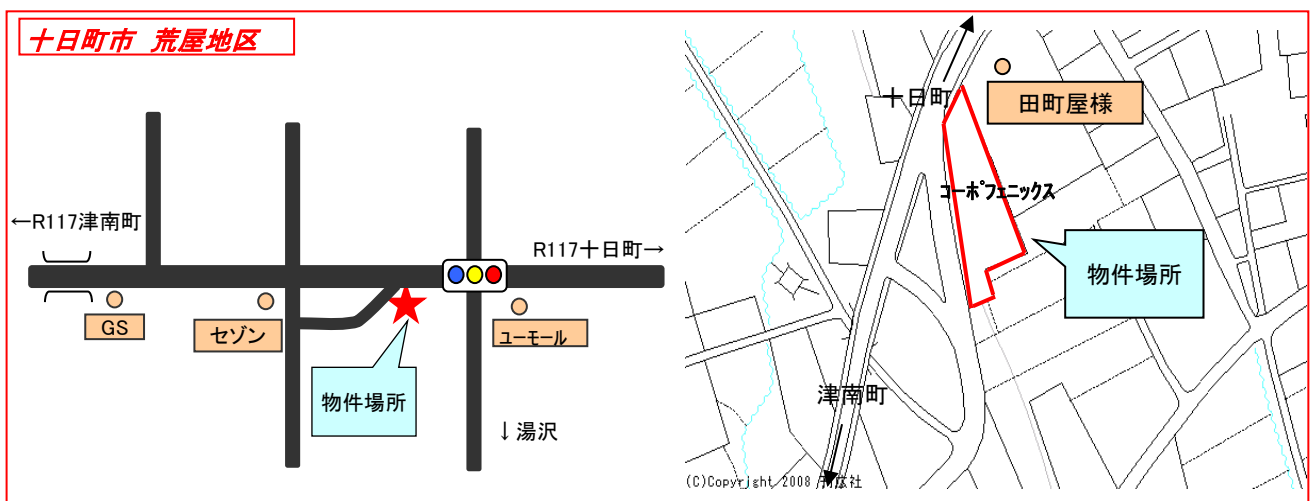 十日町市 荒屋地区
←R117津南町
R117十日町→
GS
セゾン
ユーモール
物件場所
↓湯沢
十日町
田町屋様
コーポフェニックス
物件場所
津南町
(C)Copyright 2008